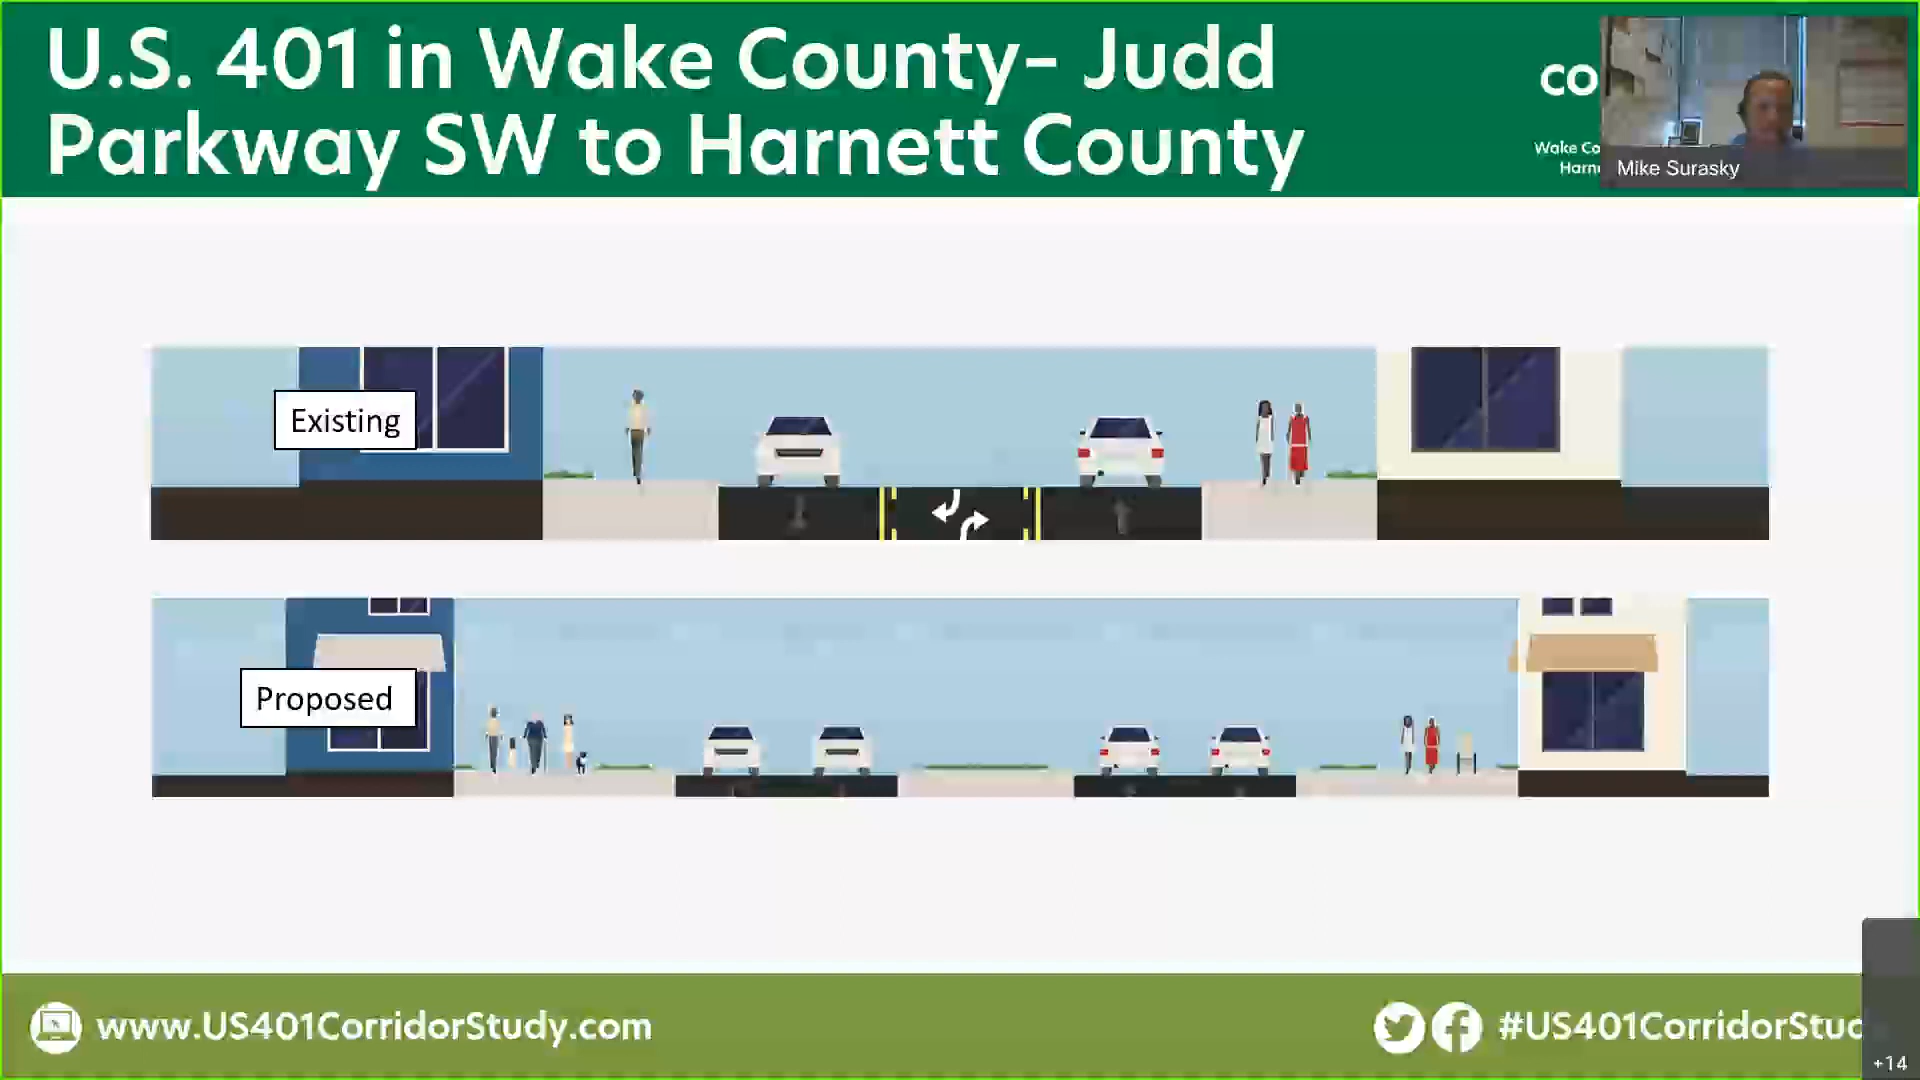 U.S. 401 in Wake County- Judd
Parkway SW to Harnett County
CO
Wake Co
Harn
Mike Surasky
Existing
Proposed
www.US401CorridorStudy.com
#US401CorridorStud
+14